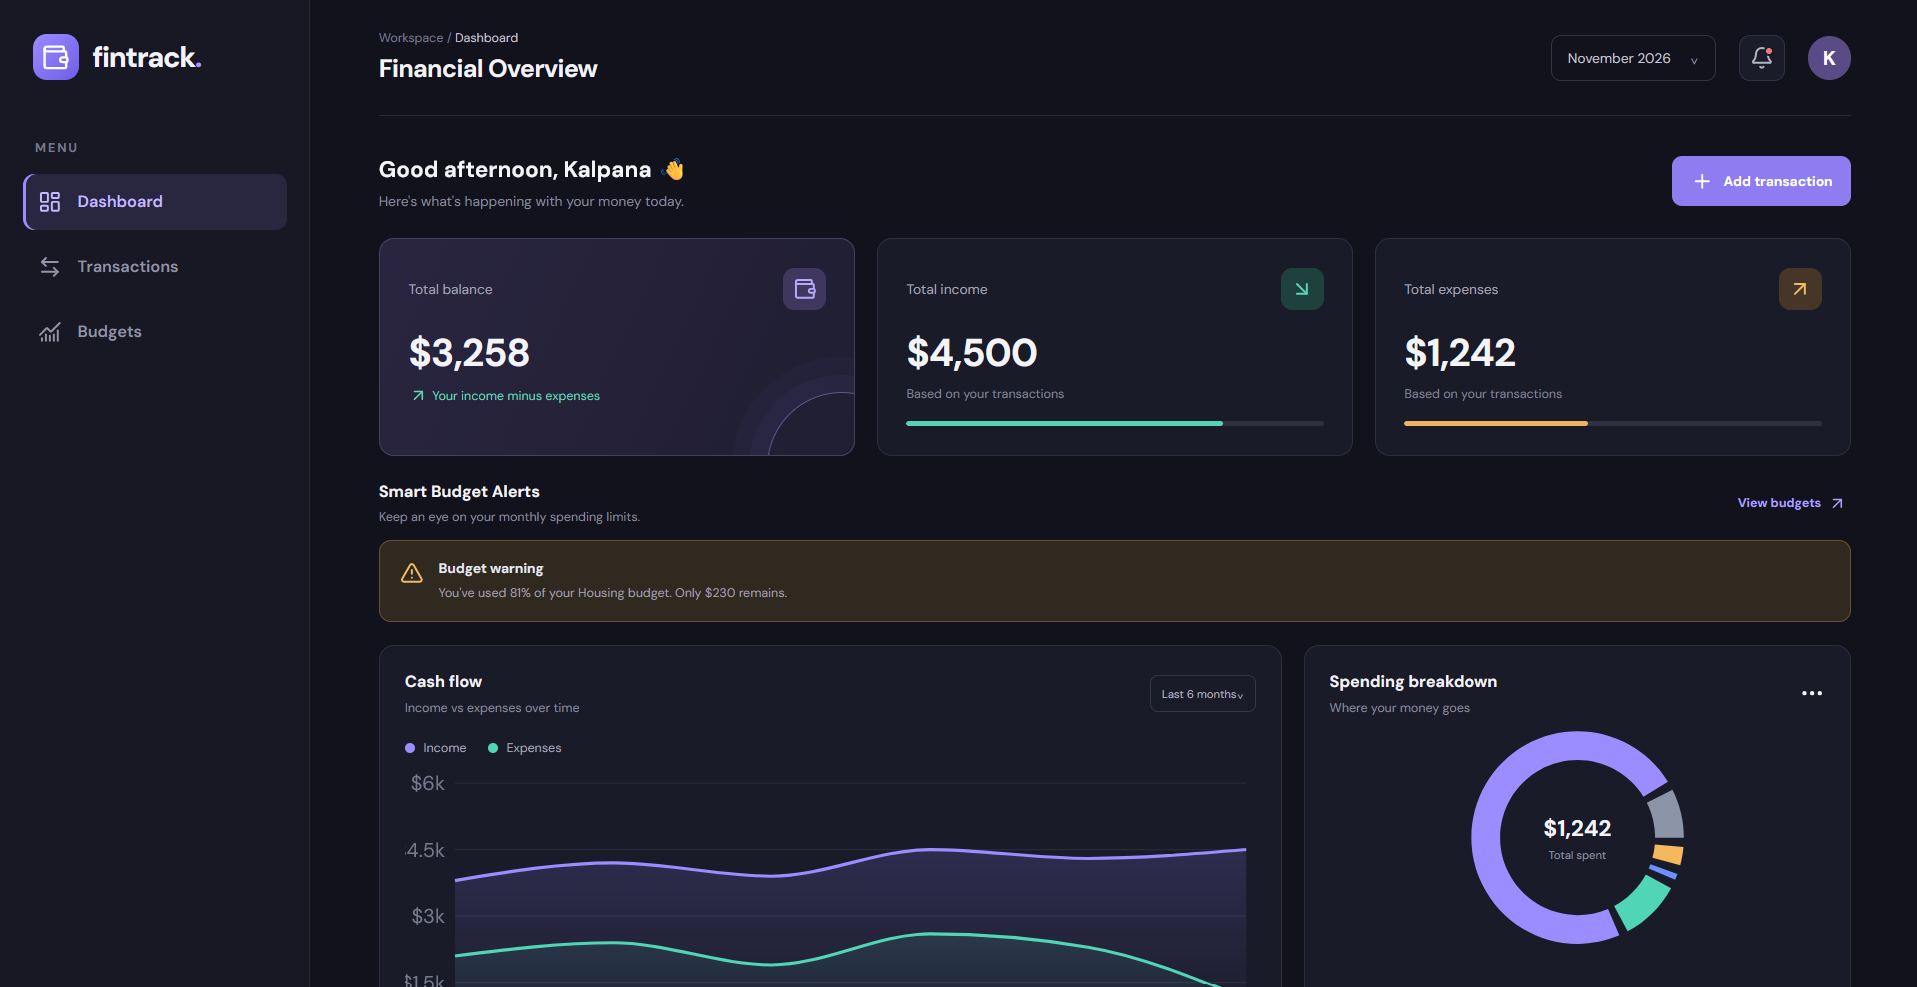 fintrack.
MENU
Dashboard
Transactions
Budgets
Workspace / Dashboard
Financial Overview
November 2026
K
Good afternoon, Kalpana 👋
Here's what's happening with your money today.
Add transaction
Total balance
$3,258
Your income minus expenses
Total income
$4,500
Based on your transactions
Total expenses
$1,242
Based on your transactions
Smart Budget Alerts
Keep an eye on your monthly spending limits.
View budgets
Budget warning
You've used 81% of your Housing budget. Only $230 remains.
Cash flow
Income vs expenses over time
Last 6 months
Income
Expenses
$6k
4.5k
$3k
$1.5k
Spending breakdown
Where your money goes
$1,242
Total spent